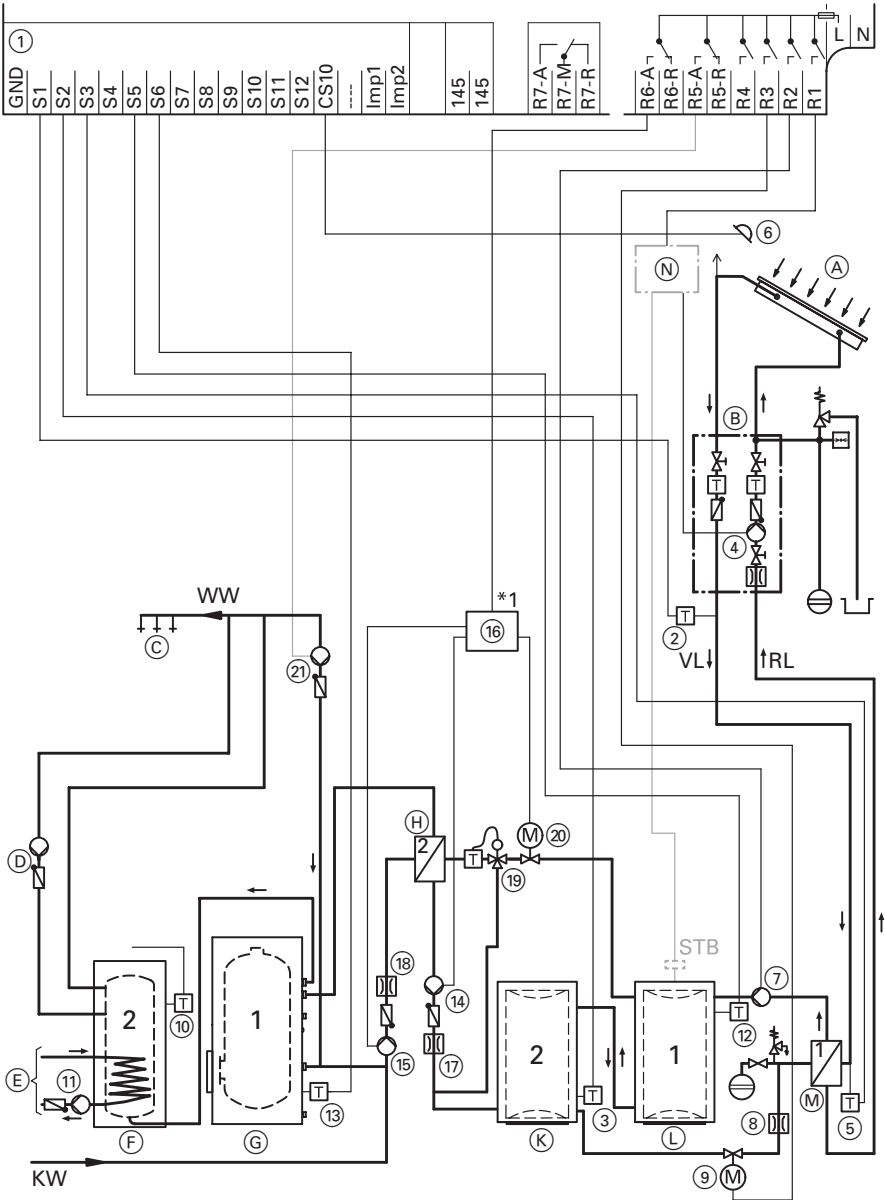 1
L N
GND S1 S2 S3 S4 S5 S6 S7 S8 S9 S10 S11 S12 CS10 ---- Imp1 Imp2 145 145 R7-A R7-M R7-R R6-A R6-R R5-A R5-R R4 R3 R2 R1
6
N
A
B
T T
4
WW
*1
C
16
T
2
21
VL RL
H
2
M 20
D
T
19
STB
18
7
2
T
10
1
14
2
1
T
12
E
11
15
17
1
T
13
T
3
M
T
8
5
F
G
K
L
9 M
KW